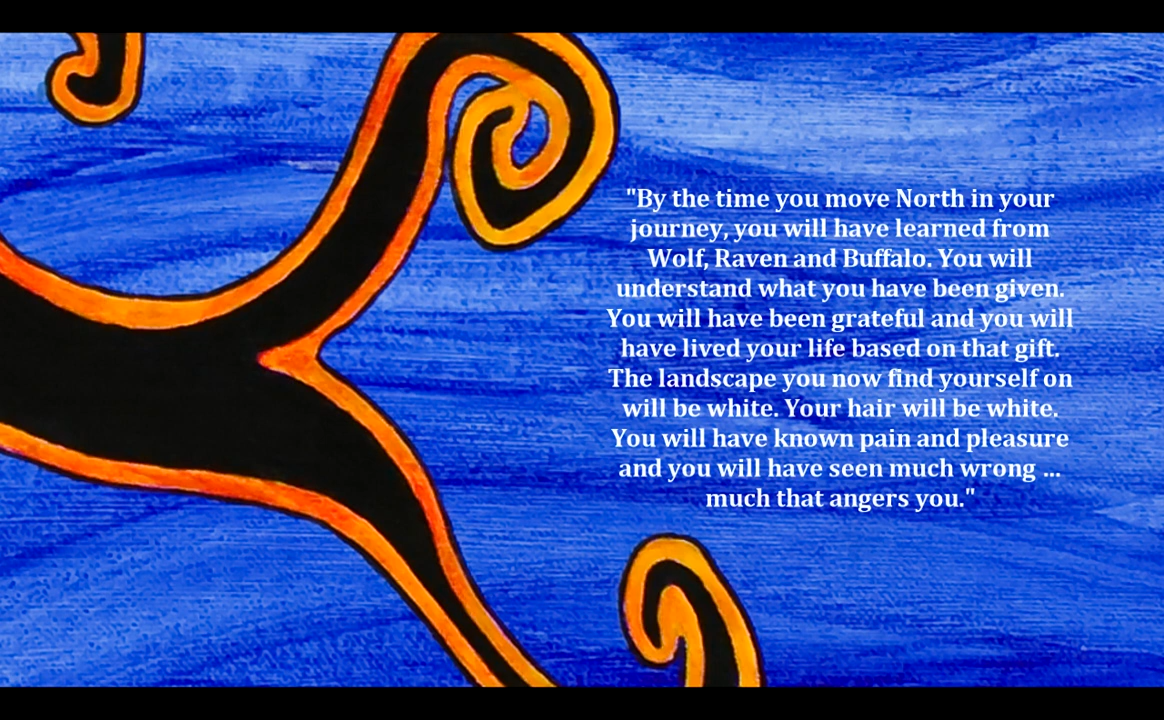 "By the time you move North in your
journey, you will have learned from
Wolf, Raven and Buffalo. You will
understand what you have been given.
You will have been grateful and you will
have lived your life based on that gift.
The landscape you now find yourself on
will be white. Your hair will be white.
You will have known pain and pleasure
and you will have seen much wrong ...
much that angers you."